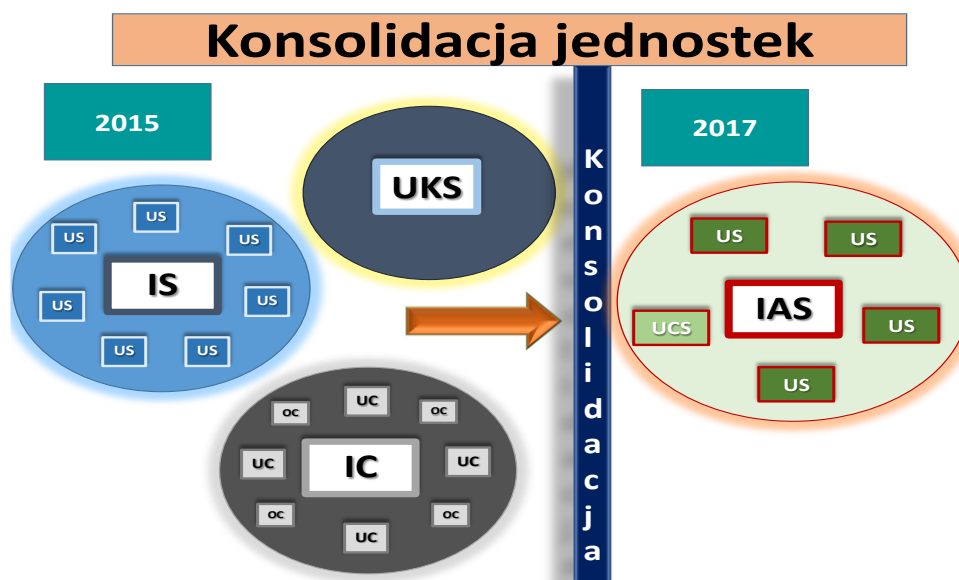 Konsolidacja jednostek
2015
UKS
2017
Konsolidacja
US
US
US
IS
US
US
US
US
US
US
IAS
UCS
US
US
OC
UC
OC
UC
IC
UC
OC
UC
OC